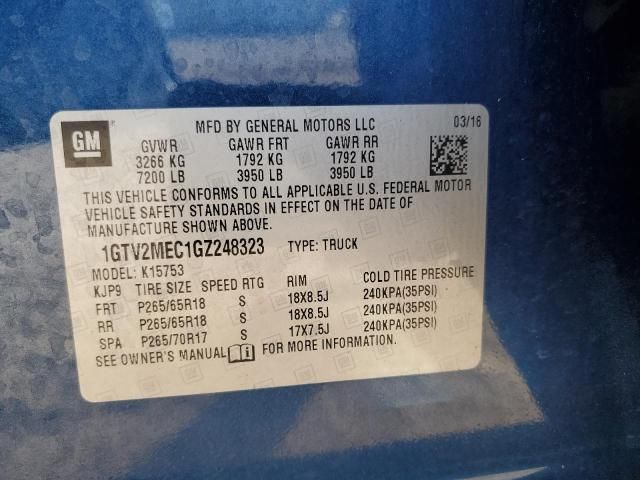 GM
MFD BY GENERAL MOTORS LLC 03/16
GVWR GAWR FRT GAWR RR
3266 KG 1792 KG 1792 KG
7200 LB 3950 LB 3950 LB
THIS VEHICLE CONFORMS TO ALL APPLICABLE U.S. FEDERAL MOTOR
VEHICLE SAFETY STANDARDS IN EFFECT ON THE DATE OF
MANUFACTURE SHOWN ABOVE.
1GTV2MEC1GZ248323 TYPE: TRUCK
MODEL: K15753
KJP9 TIRE SIZE SPEED RTG RIM COLD TIRE PRESSURE
FRT P265/65R18 S 18X8.5J 240KPA(35PSI)
RR P265/65R18 S 18X8.5J 240KPA(35PSI)
SPA P265/70R17 S 17X7.5J 240KPA(35PSI)
SEE OWNER'S MANUAL FOR MORE INFORMATION.